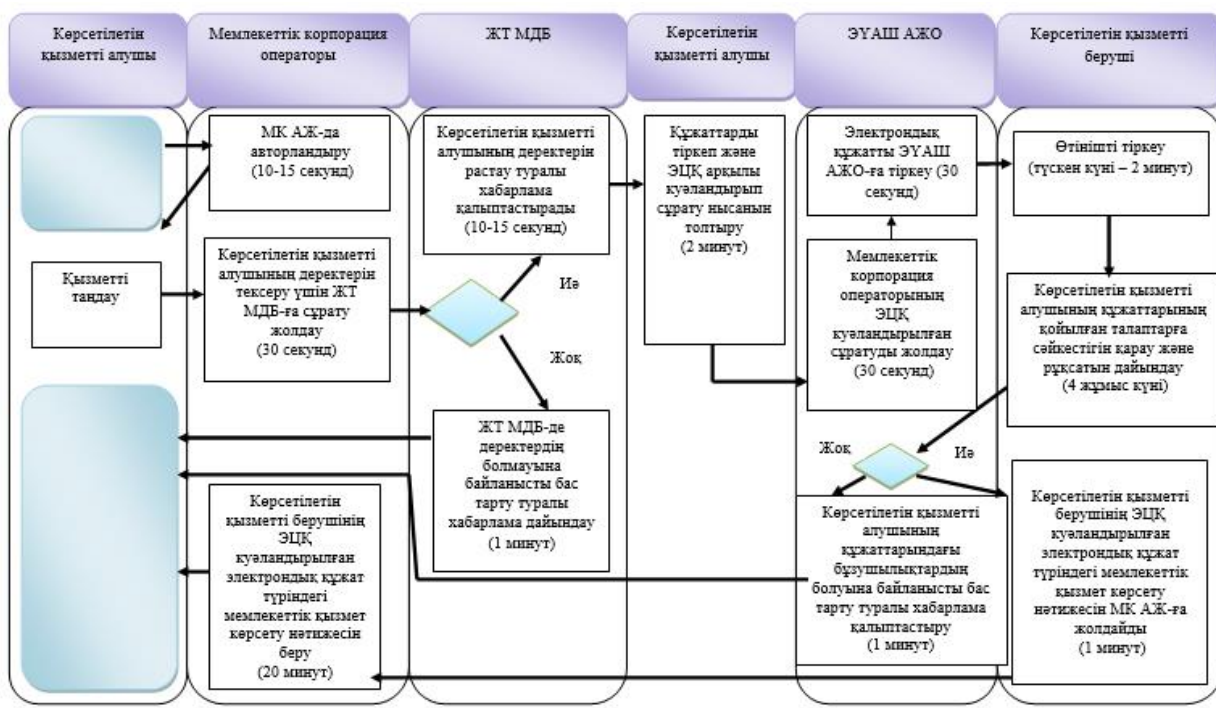 Көрсетілетін
қызметті алушы
Мемлекеттік корпорация
операторы
ЖТ МДБ
Көрсетілетін
қызметті алушы
ЭҮАШ АЖО
Көрсетілетін қызметті
беруші
МК АЖ-да
авторландыру
(10-15 секунд)
Көрсетілетін қызметті
алушының деректерін
растау туралы
хабарлама
қалыптастырады
(10-15 секунд)
Құжаттарды
тіркеп және
ЭЦҚ арқылы
куәландырып
сұрату нысанын
толтыру
(2 минут)
Электрондық
құжатты ЭҮАШ
АЖО-ға тіркеу (30
секунд)
Өтінішті тіркеу
(түскен күні – 2 минут)
Қызметті
таңдау
Көрсетілетін қызметті
алушының деректерін
тексеру үшін ЖТ
МДБ-ға сұрату
жолдау
(30 секунд)
Иә
Жоқ
Мемлекеттік
корпорация
операторының
ЭЦҚ
куәландырылған
сұратуды жолдау
(30 секунд)
Көрсетілетін қызметті
алушының құжаттарының
қойылған талаптарға
сәйкестігін қарау және
рұқсатын дайындау
(4 жұмыс күні)
ЖТ МДБ-де
деректердің
болмауына
байланысты бас
тарту туралы
хабарлама дайындау
(1 минут)
Жоқ
Иә
Көрсетілетін
қызметті берушінің
ЭЦҚ
куәландырылған
электрондық құжат
түріндегі
мемлекеттік қызмет
көрсету нәтижесін
беру
(20 минут)
Көрсетілетін қызметті
алушының
құжаттарындағы
бұзушылықтардың
болуына байланысты бас
тарту туралы хабарлама
қалыптастыру
(1 минут)
Көрсетілетін қызметті
берушінің ЭЦҚ
куәландырылған
электрондық құжат
түріндегі мемлекеттік
қызмет көрсету
нәтижесін МК АЖ-ға
жолдайды
(1 минут)